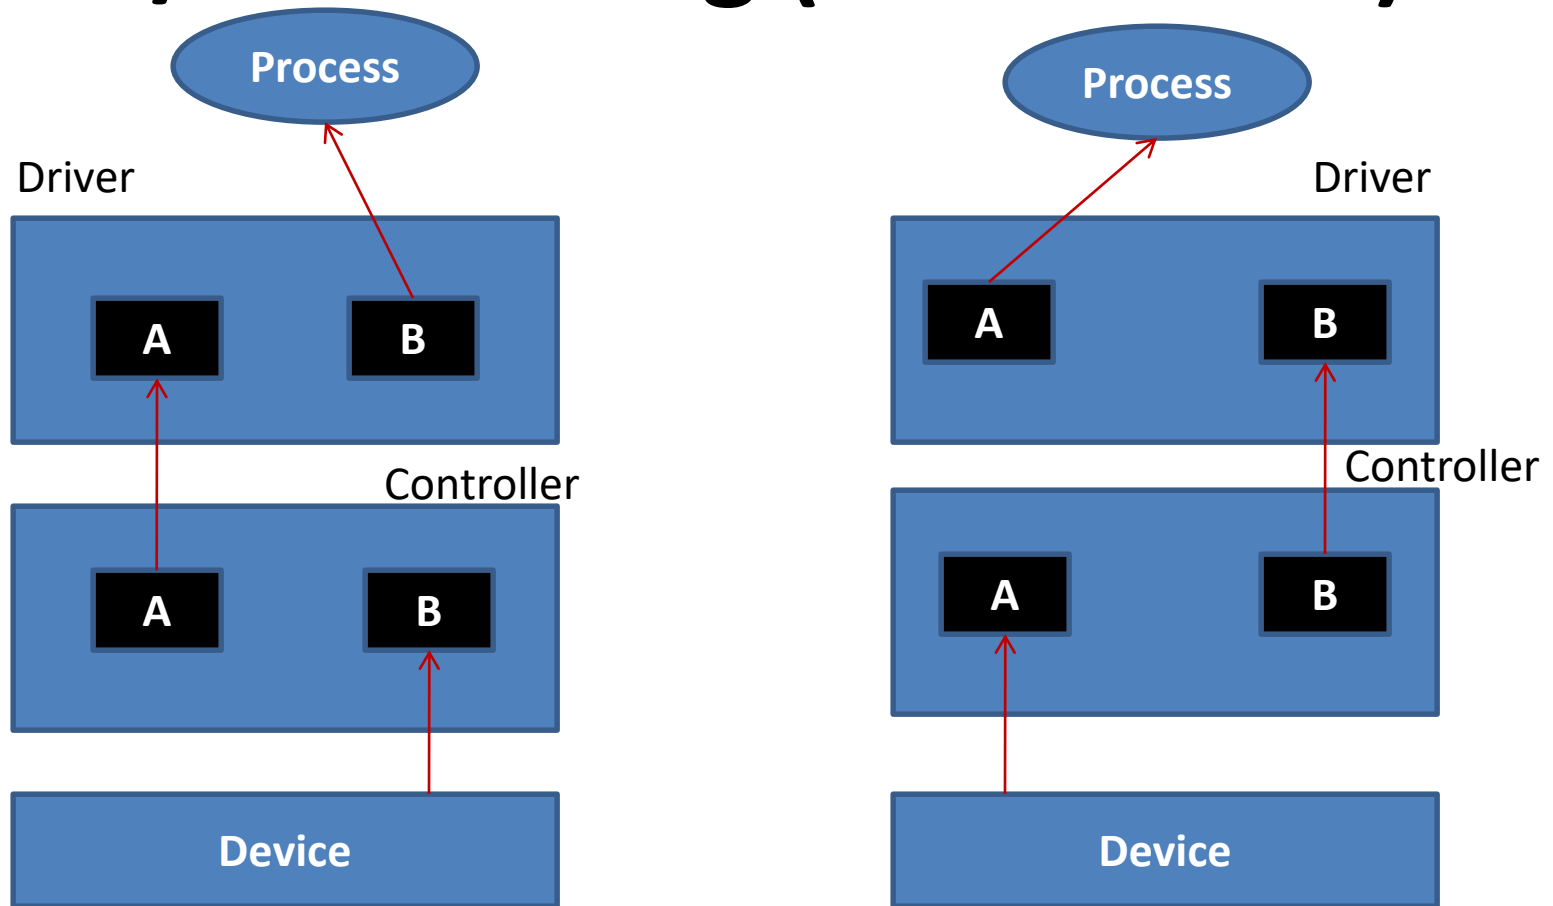 Process
Driver
A B
Controller
A B
Device
Process
Driver
A B
Controller
A B
Device